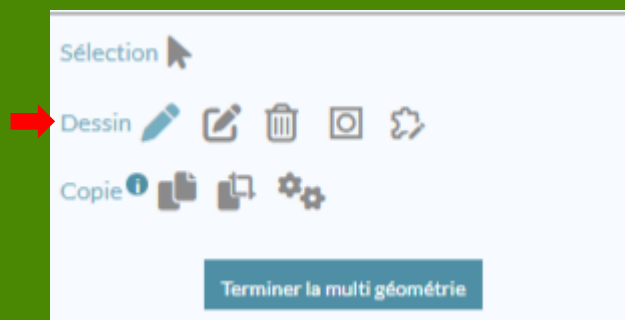 Sélection
Dessin
Copie i
Terminer la multi géométrie